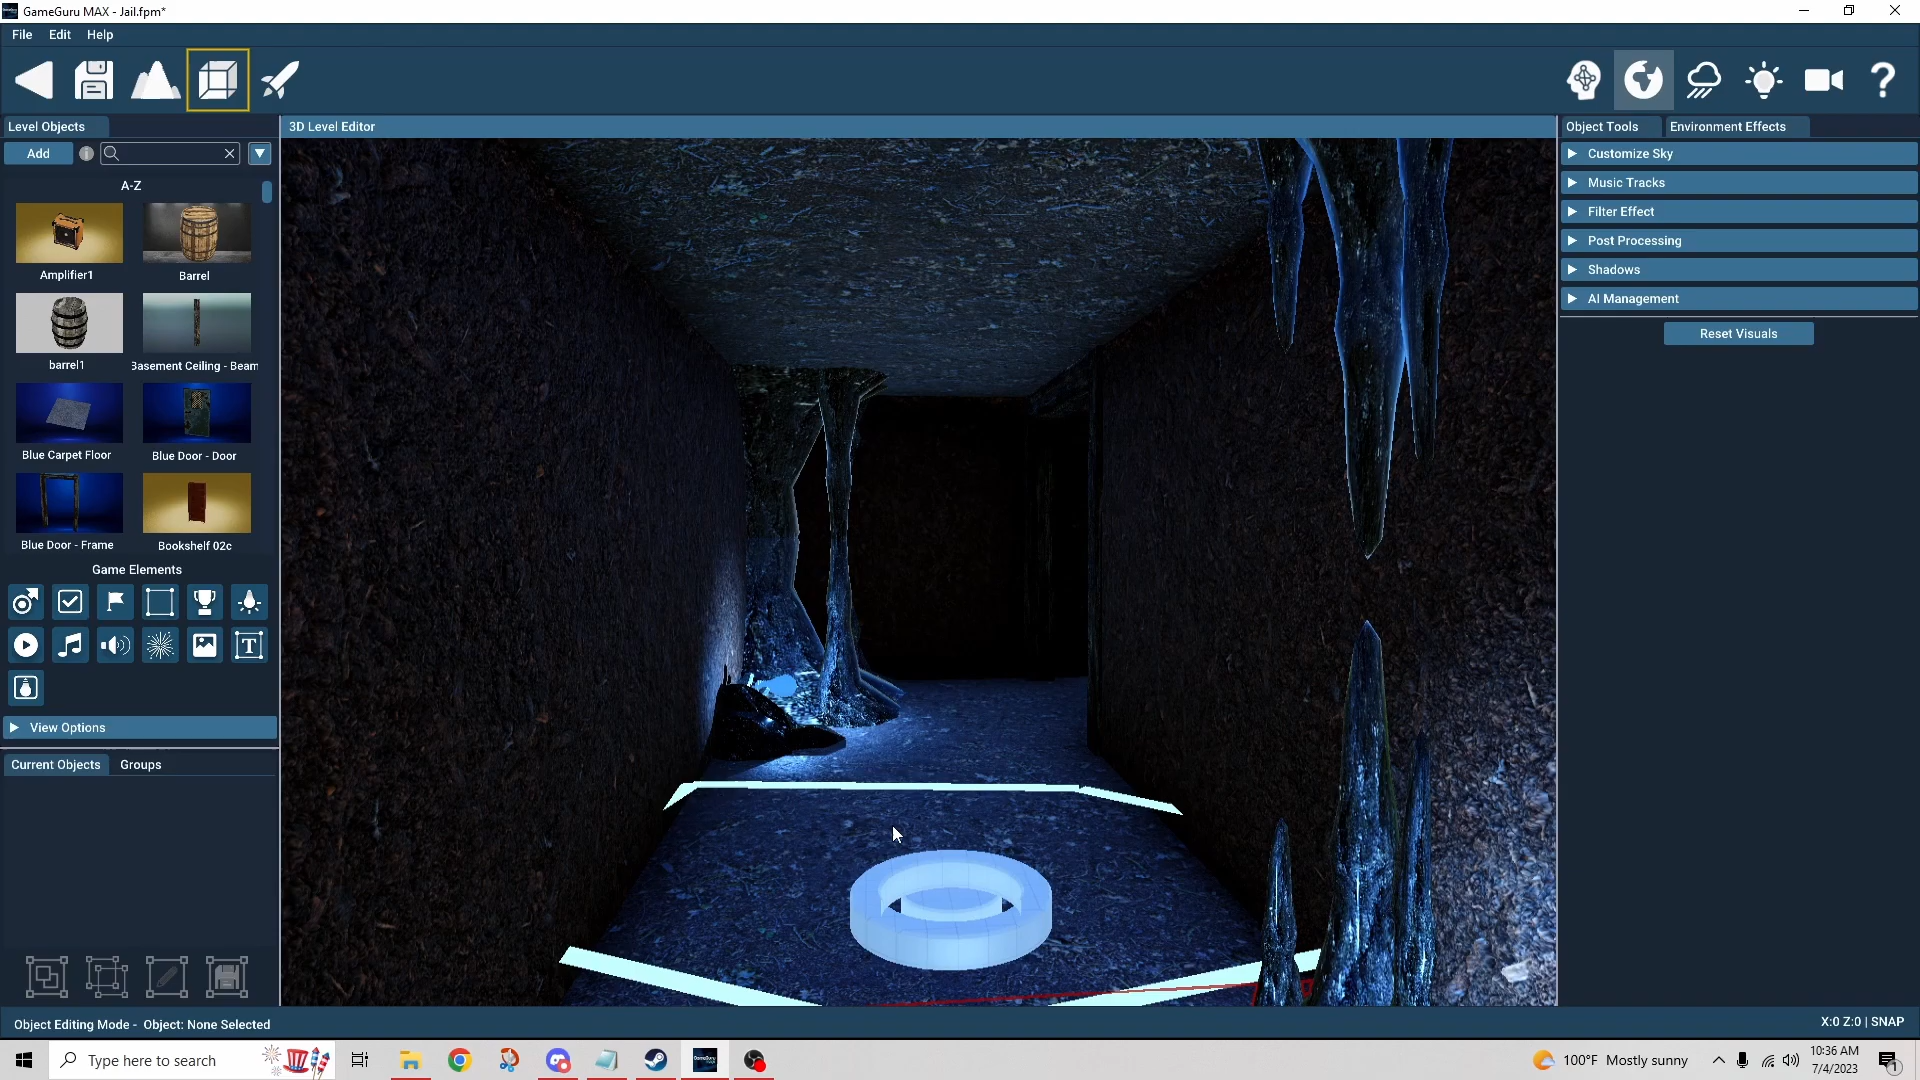 GameGuru MAX - Jail.fpm*
File Edit Help
Level Objects
3D Level Editor
Object Tools Environment Effects
Add
Customize Sky
A-Z
Music Tracks
Filter Effect
Post Processing
Shadows
AI Management
Reset Visuals
Amplifier1 Barrel
barrel1 Basement Ceiling - Beam
Blue Carpet Floor Blue Door - Door
Blue Door - Frame Bookshelf 02c
Game Elements
T
View Options
Current Objects Groups
Object Editing Mode - Object: None Selected
X:0 Z:0 | SNAP
Type here to search
100°F Mostly sunny
10:36 AM
7/4/2023
1